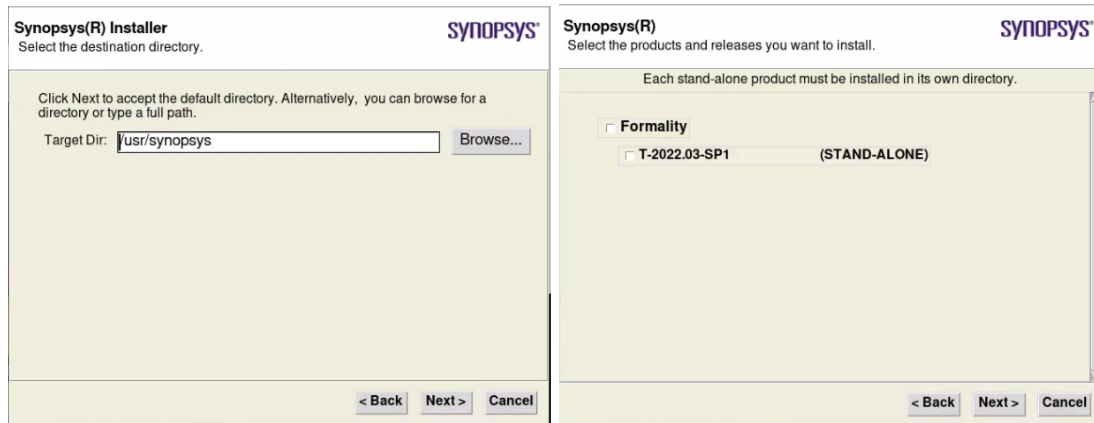 Synopsys(R) Installer
Select the destination directory.
SYNOPSYS®
Click Next to accept the default directory. Alternatively, you can browse for a
directory or type a full path.
Target Dir: /usr/synopsys Browse...
< Back Next > Cancel
Synopsys(R)
Select the products and releases you want to install.
SYNOPSYS®
Each stand-alone product must be installed in its own directory.
Formality
T-2022.03-SP1 (STAND-ALONE)
< Back Next > Cancel